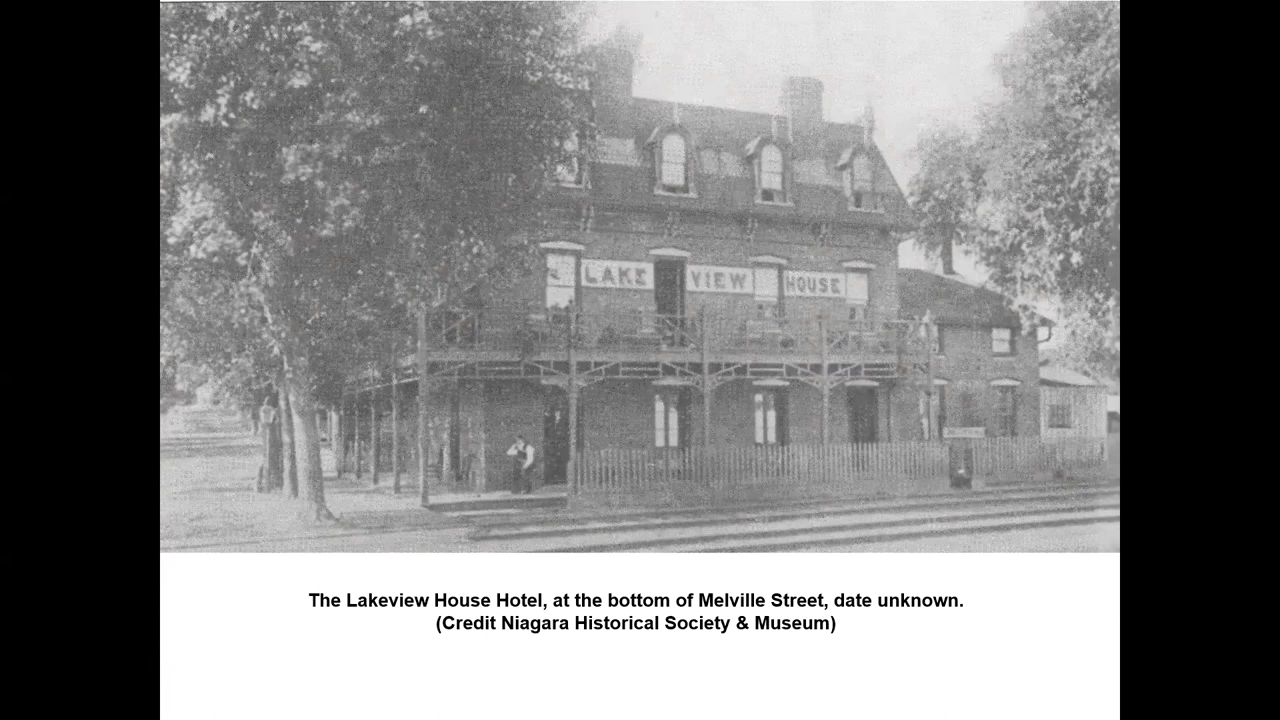 LAKE VIEW HOUSE
The Lakeview House Hotel, at the bottom of Melville Street, date unknown.
(Credit Niagara Historical Society & Museum)